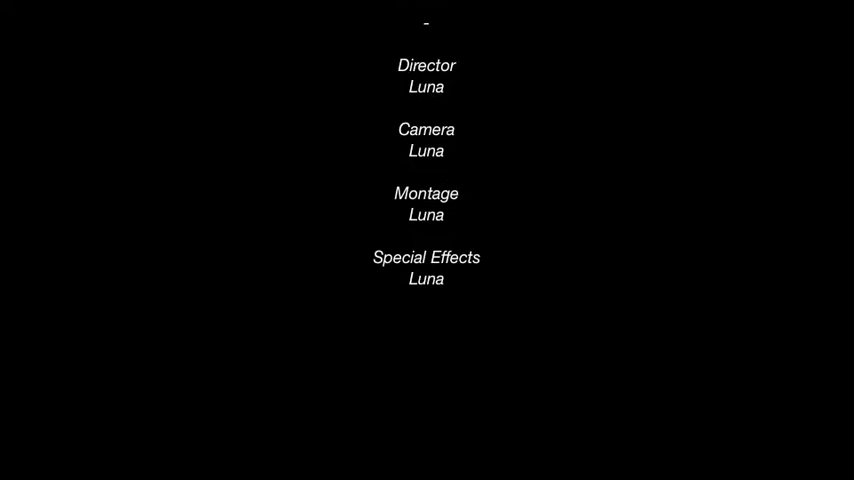 -
Director
Luna
Camera
Luna
Montage
Luna
Special Effects
Luna